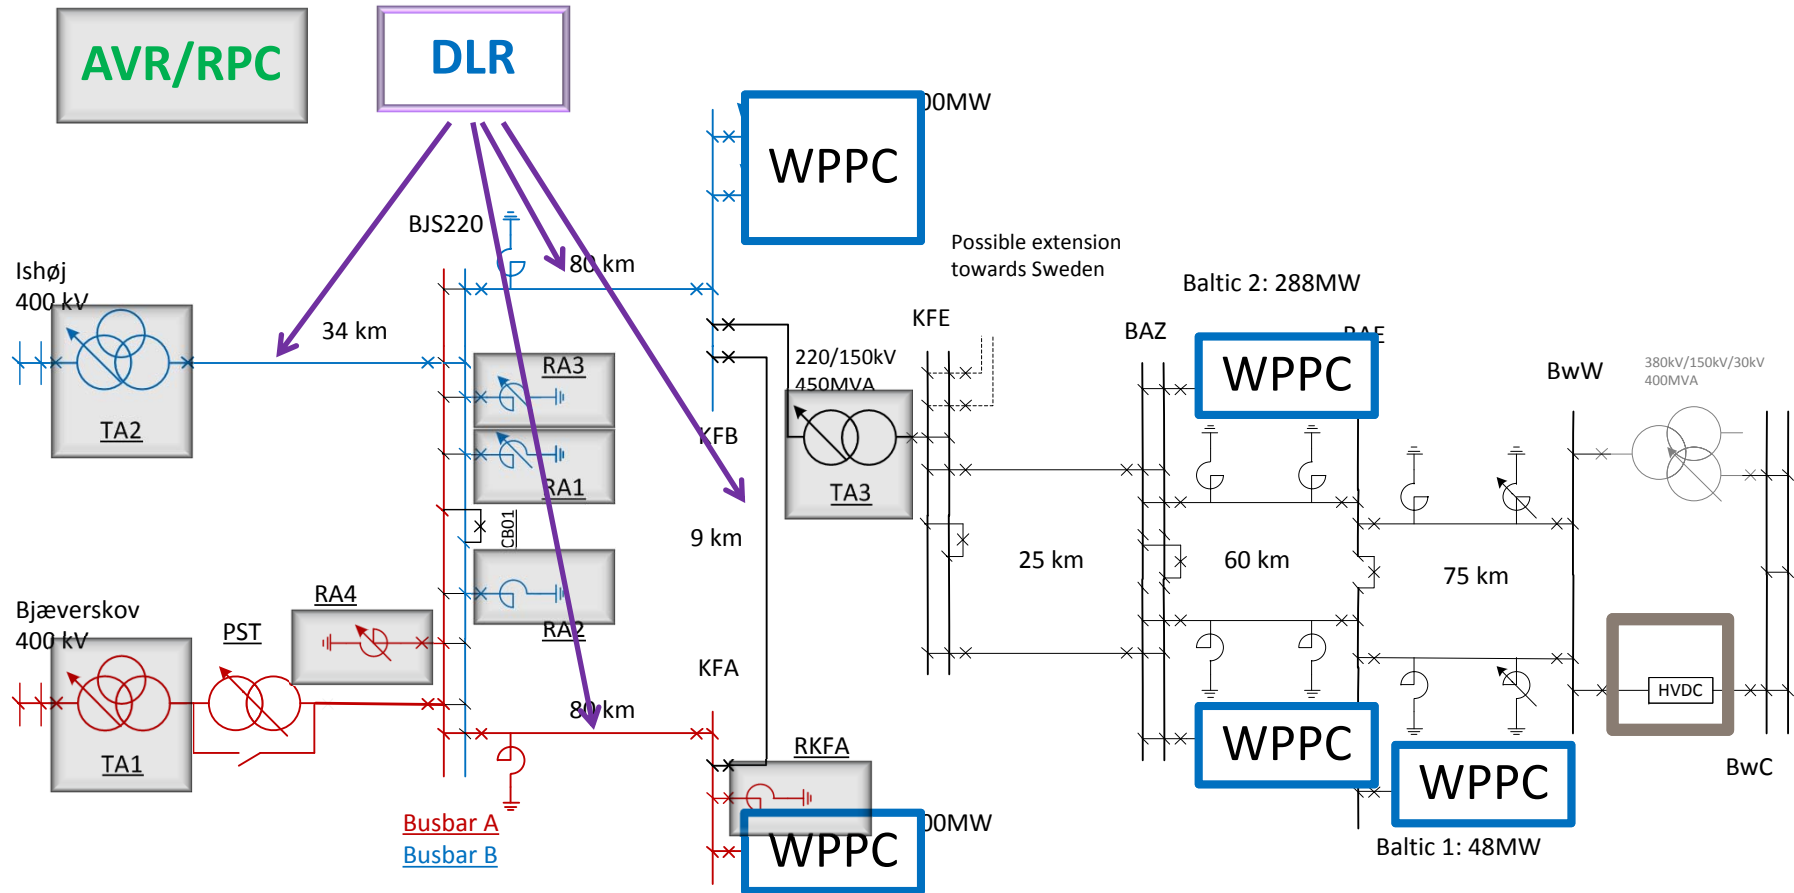 AVR/RPC
DLR
00MW
WPPC
BJS220
80 km
Possible extension
towards Sweden
Ishøj
400 kV
Baltic 2: 288MW
34 km
KFE
BAZ
BAE
RA3
220/150kV
450MVA
WPPC
BwW
380kV/150kV/30kV
400MVA
TA2
KFB
RA1
TA3
CB01
9 km
25 km
60 km
75 km
RA4
Bjæverskov
400 kV
PST
RA2
KFA
80 km
HVDC
TA1
RKFA
WPPC
WPPC
BwC
Busbar A
Busbar B
00MW
WPPC
Baltic 1: 48MW